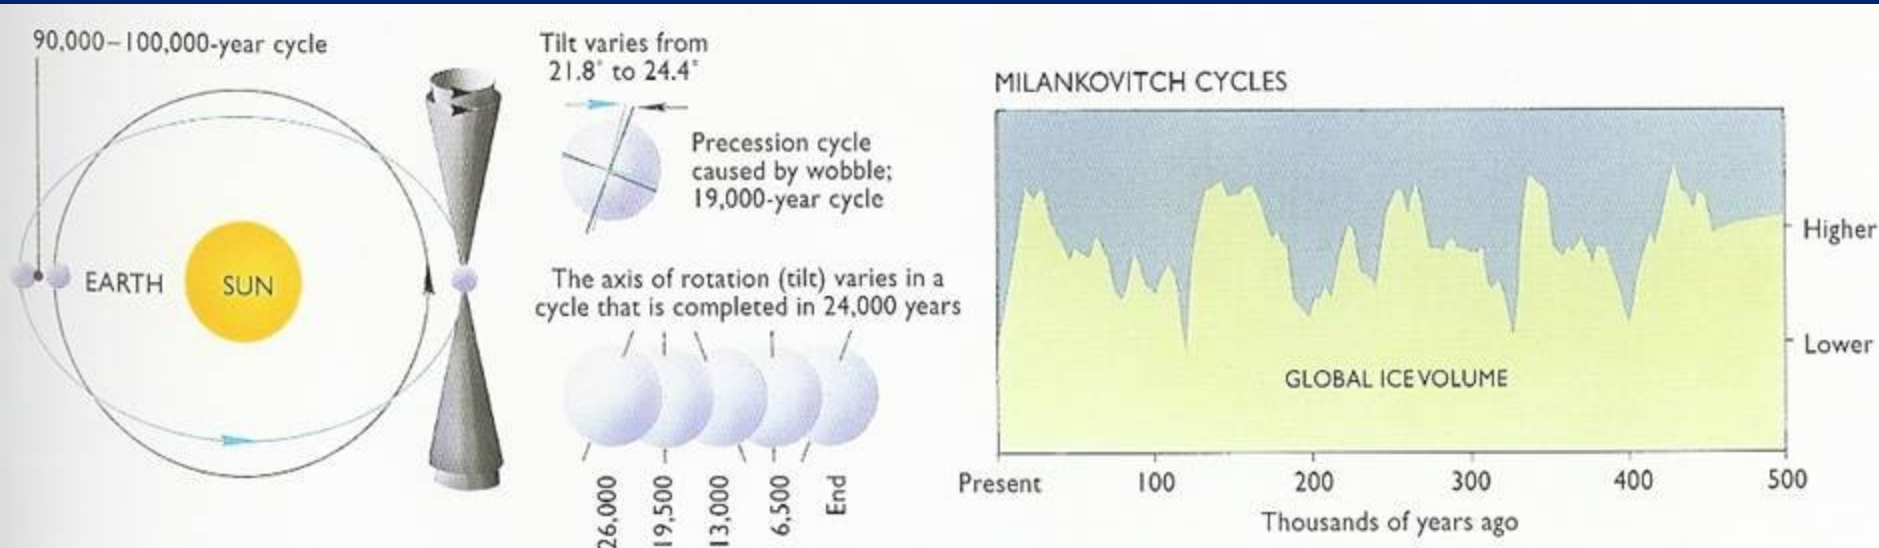 90,000–100,000-year cycle
EARTH
SUN
Tilt varies from
21.8° to 24.4°
Precession cycle
caused by wobble;
19,000-year cycle
The axis of rotation (tilt) varies in a
cycle that is completed in 24,000 years
26,000
19,500
13,000
6,500
End
MILANKOVITCH CYCLES
Higher
Lower
GLOBAL ICE VOLUME
Present
100
200
300
400
500
Thousands of years ago